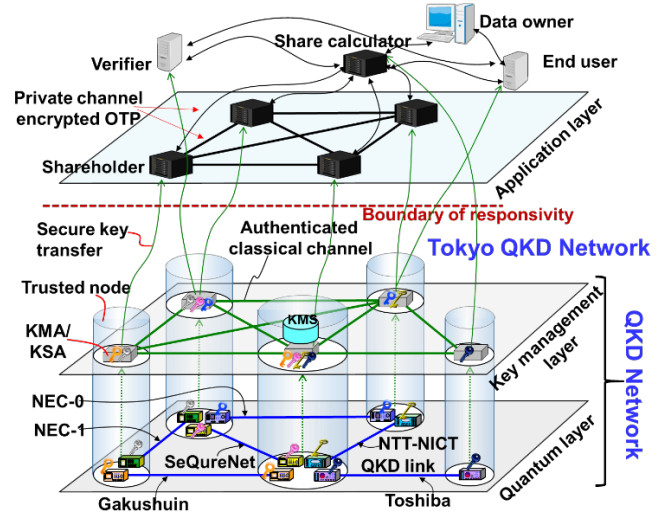 Data owner
Share calculator
Verifier
End user
Private channel
encrypted OTP
Shareholder
Application layer
Boundary of responsivity
Secure key
transfer
Authenticated
classical channel
Tokyo QKD Network
Trusted node
KMS
KMA/
KSA
Key management
layer
QKD Network
NEC-0
NEC-1
SeQureNet
NTT-NICT
QKD link
Gakushuin
Toshiba
Quantum layer